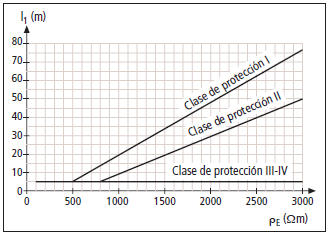 l₁ (m)
80
70
60
50
40
30
20
10
0
Clase de protección I
Clase de protección II
Clase de protección III-IV
0 500 1000 1500 2000 2500 3000
ρE (Ωm)